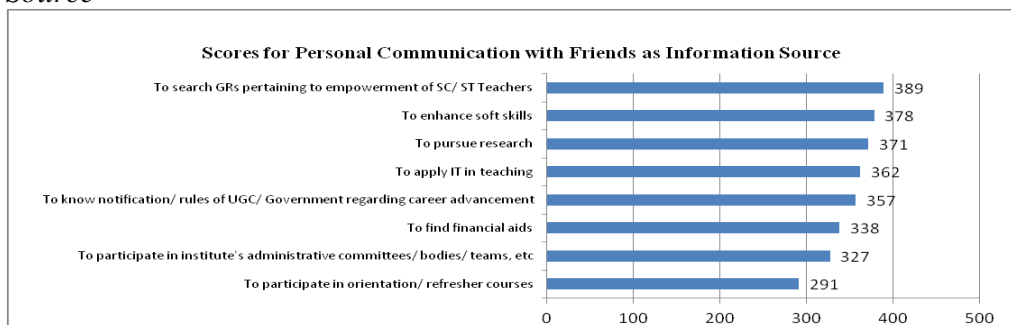 Source
Scores for Personal Communication with Friends as Information Source
To search GRs pertaining to empowerment of SC/ ST Teachers 389
To enhance soft skills 378
To pursue research 371
To apply IT in teaching 362
To know notification/ rules of UGC/ Government regarding career advancement 357
To find financial aids 338
To participate in institute's administrative committees/ bodies/ teams, etc 327
To participate in orientation/ refresher courses 291
0 100 200 300 400 500